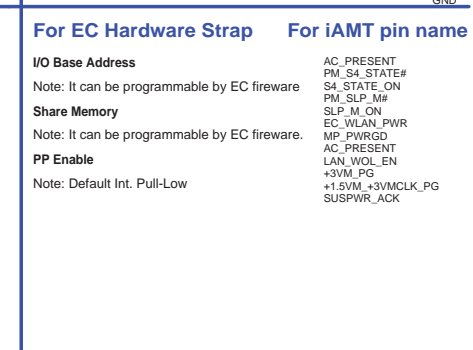 GND
For EC Hardware Strap
I/O Base Address
Note: It can be programmable by EC fireware
Share Memory
Note: It can be programmable by EC fireware.
PP Enable
Note: Default Int. Pull-Low
For iAMT pin name
AC_PRESENT
PM_S4_STATE#
S4_STATE_ON
PM_SLP_M#
SLP_M_ON
EC_WLAN_PWR
MP_PWRGD
AC_PRESENT
LAN_WOL_EN
+3VM_PG
+1.5VM_+3VMCLK_PG
SUSPWR_ACK